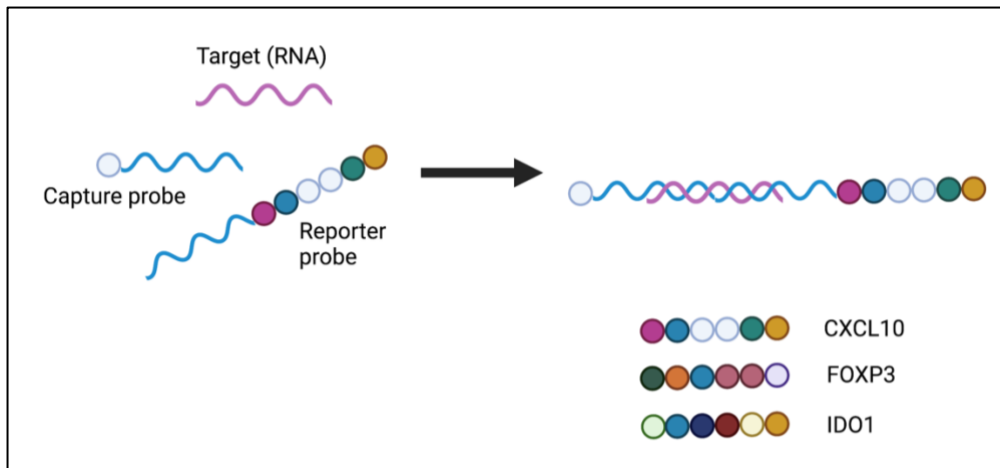 Target (RNA)
Capture probe
Reporter
probe
CXCL10
FOXP3
IDO1